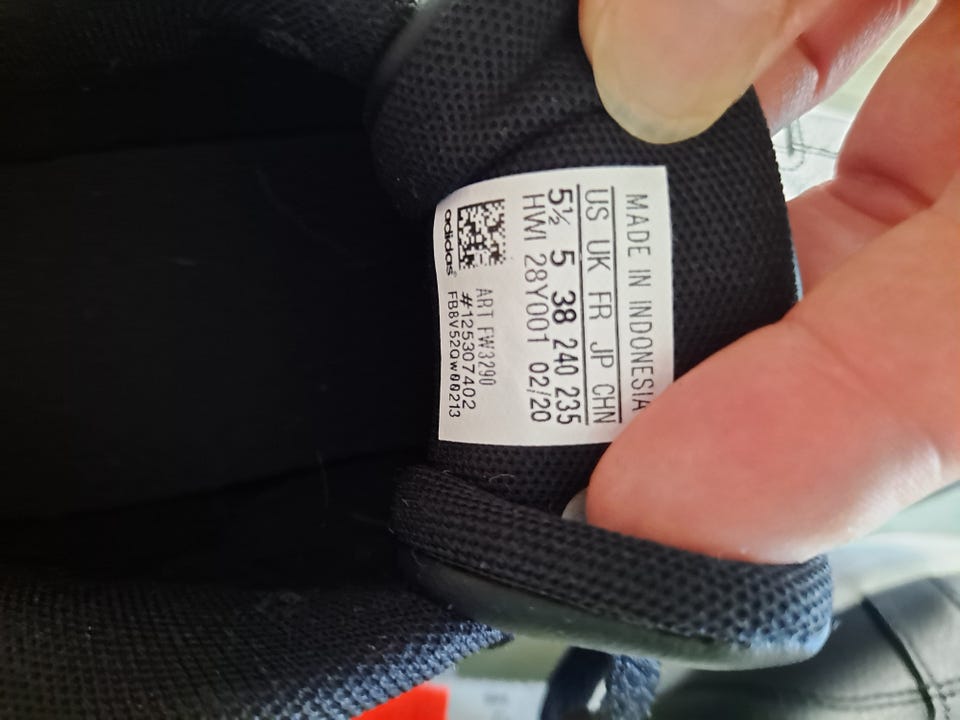 MADE IN INDONESIA
US UK FR JP CHN
5½ 5 38 240 235
HWI 28Y001 02/20
ART FW3290
#125307402
adidas FBBV52QW00213